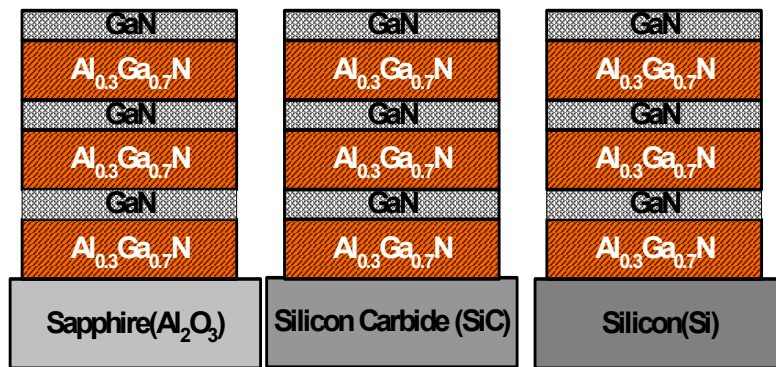 GaN GaN GaN
Al₀.₃Ga₀.₇N Al₀.₃Ga₀.₇N Al₀.₃Ga₀.₇N
GaN GaN GaN
Al₀.₃Ga₀.₇N Al₀.₃Ga₀.₇N Al₀.₃Ga₀.₇N
GaN GaN GaN
Al₀.₃Ga₀.₇N Al₀.₃Ga₀.₇N Al₀.₃Ga₀.₇N
Sapphire(Al₂O₃) Silicon Carbide (SiC) Silicon(Si)